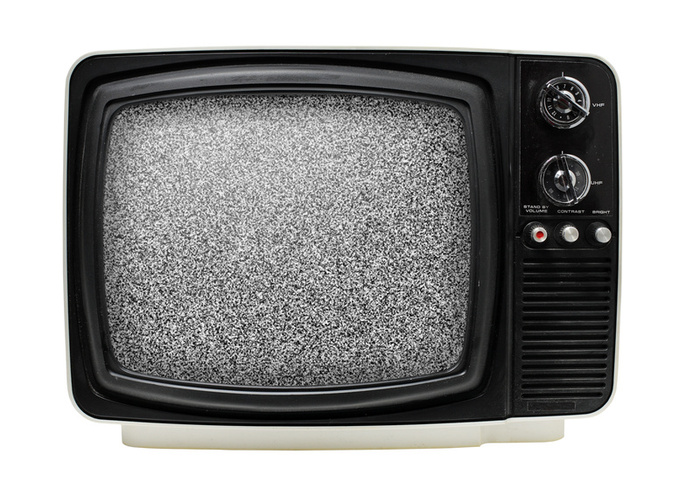 VHF
UHF
STAND BY CONTRAST BRIGHT
VOLUME